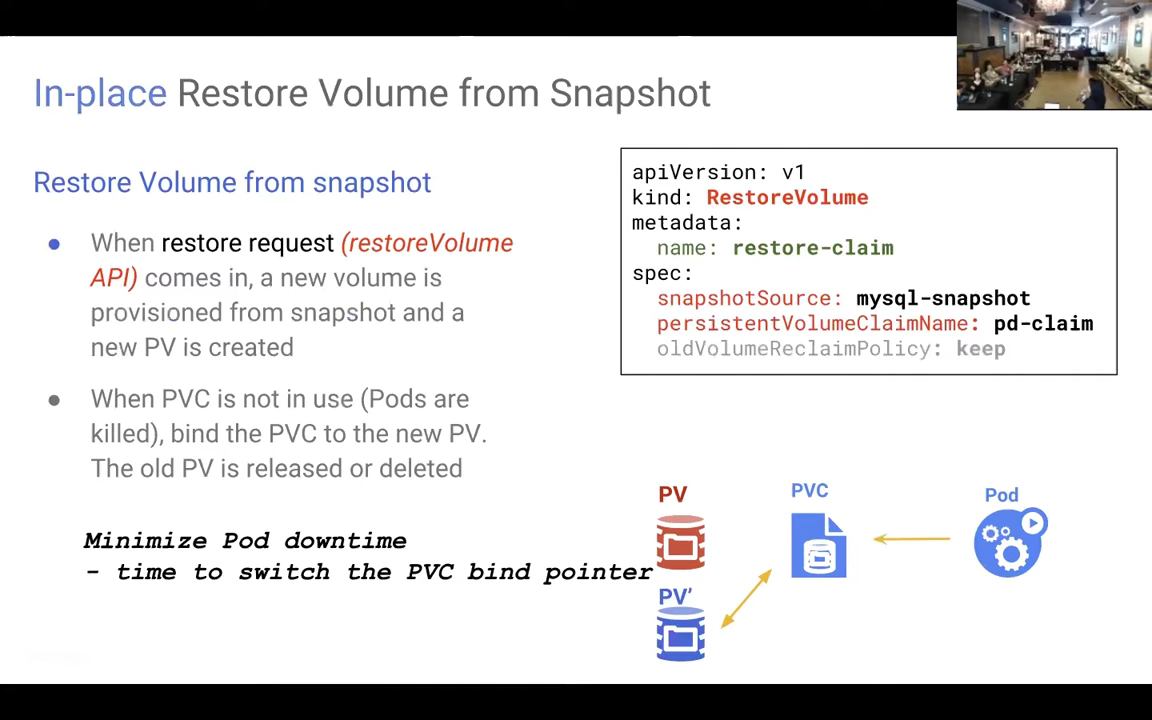 In-place Restore Volume from Snapshot
Restore Volume from snapshot
● When restore request (restoreVolume
API) comes in, a new volume is
provisioned from snapshot and a
new PV is created
● When PVC is not in use (Pods are
killed), bind the PVC to the new PV.
The old PV is released or deleted
Minimize Pod downtime
- time to switch the PVC bind pointer
apiVersion: v1
kind: RestoreVolume
metadata:
name: restore-claim
spec:
snapshotSource: mysql-snapshot
persistentVolumeClaimName: pd-claim
oldVolumeReclaimPolicy: keep
PV
PVC
Pod
PV’